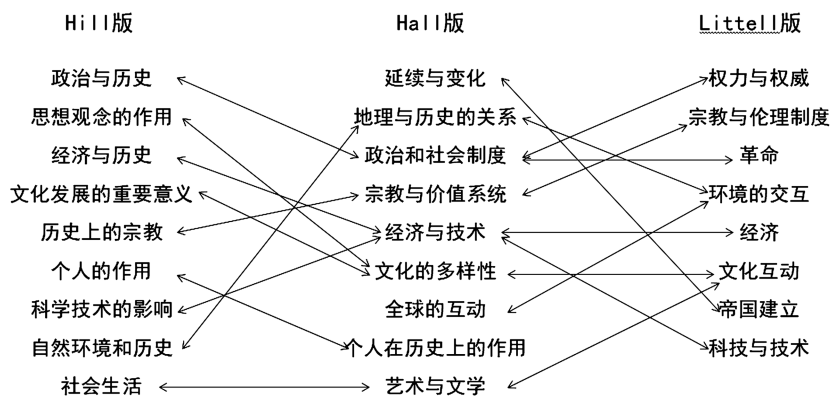 Hill版 Hall版 Littell版
政治与历史 延续与变化 权力与权威
思想观念的作用 地理与历史的关系 宗教与伦理制度
经济与历史 政治和社会制度 革命
文化发展的重要意义 宗教与价值系统 环境的交互
历史上的宗教 经济与技术 经济
个人的作用 文化的多样性 文化互动
科学技术的影响 全球的互动 帝国建立
自然环境和历史 个人在历史上的作用 科技与技术
社会生活 艺术与文学